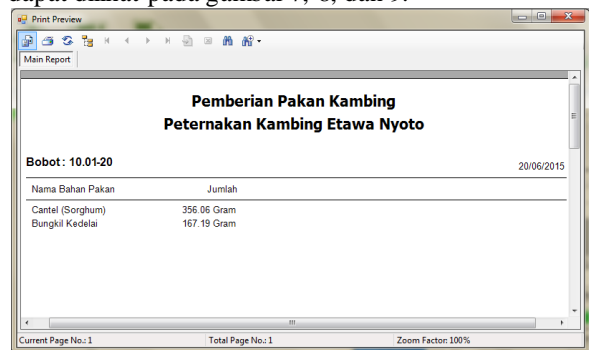 dapat dilihat pada gambar 7, 8, dan 9.
Print Preview
Main Report
Pemberian Pakan Kambing
Peternakan Kambing Etawa Nyoto
Bobot : 10.01-20
20/06/2015
Nama Bahan Pakan Jumlah
Cantel (Sorghum) 356.06 Gram
Bungkil Kedelai 167.19 Gram
Current Page No.: 1 Total Page No.: 1 Zoom Factor: 100%